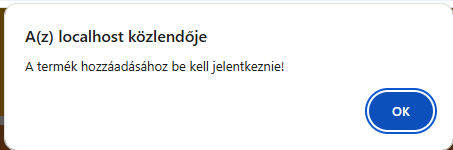 A(z) localhost közlendője
A termék hozzáadásához be kell jelentkeznie!
OK